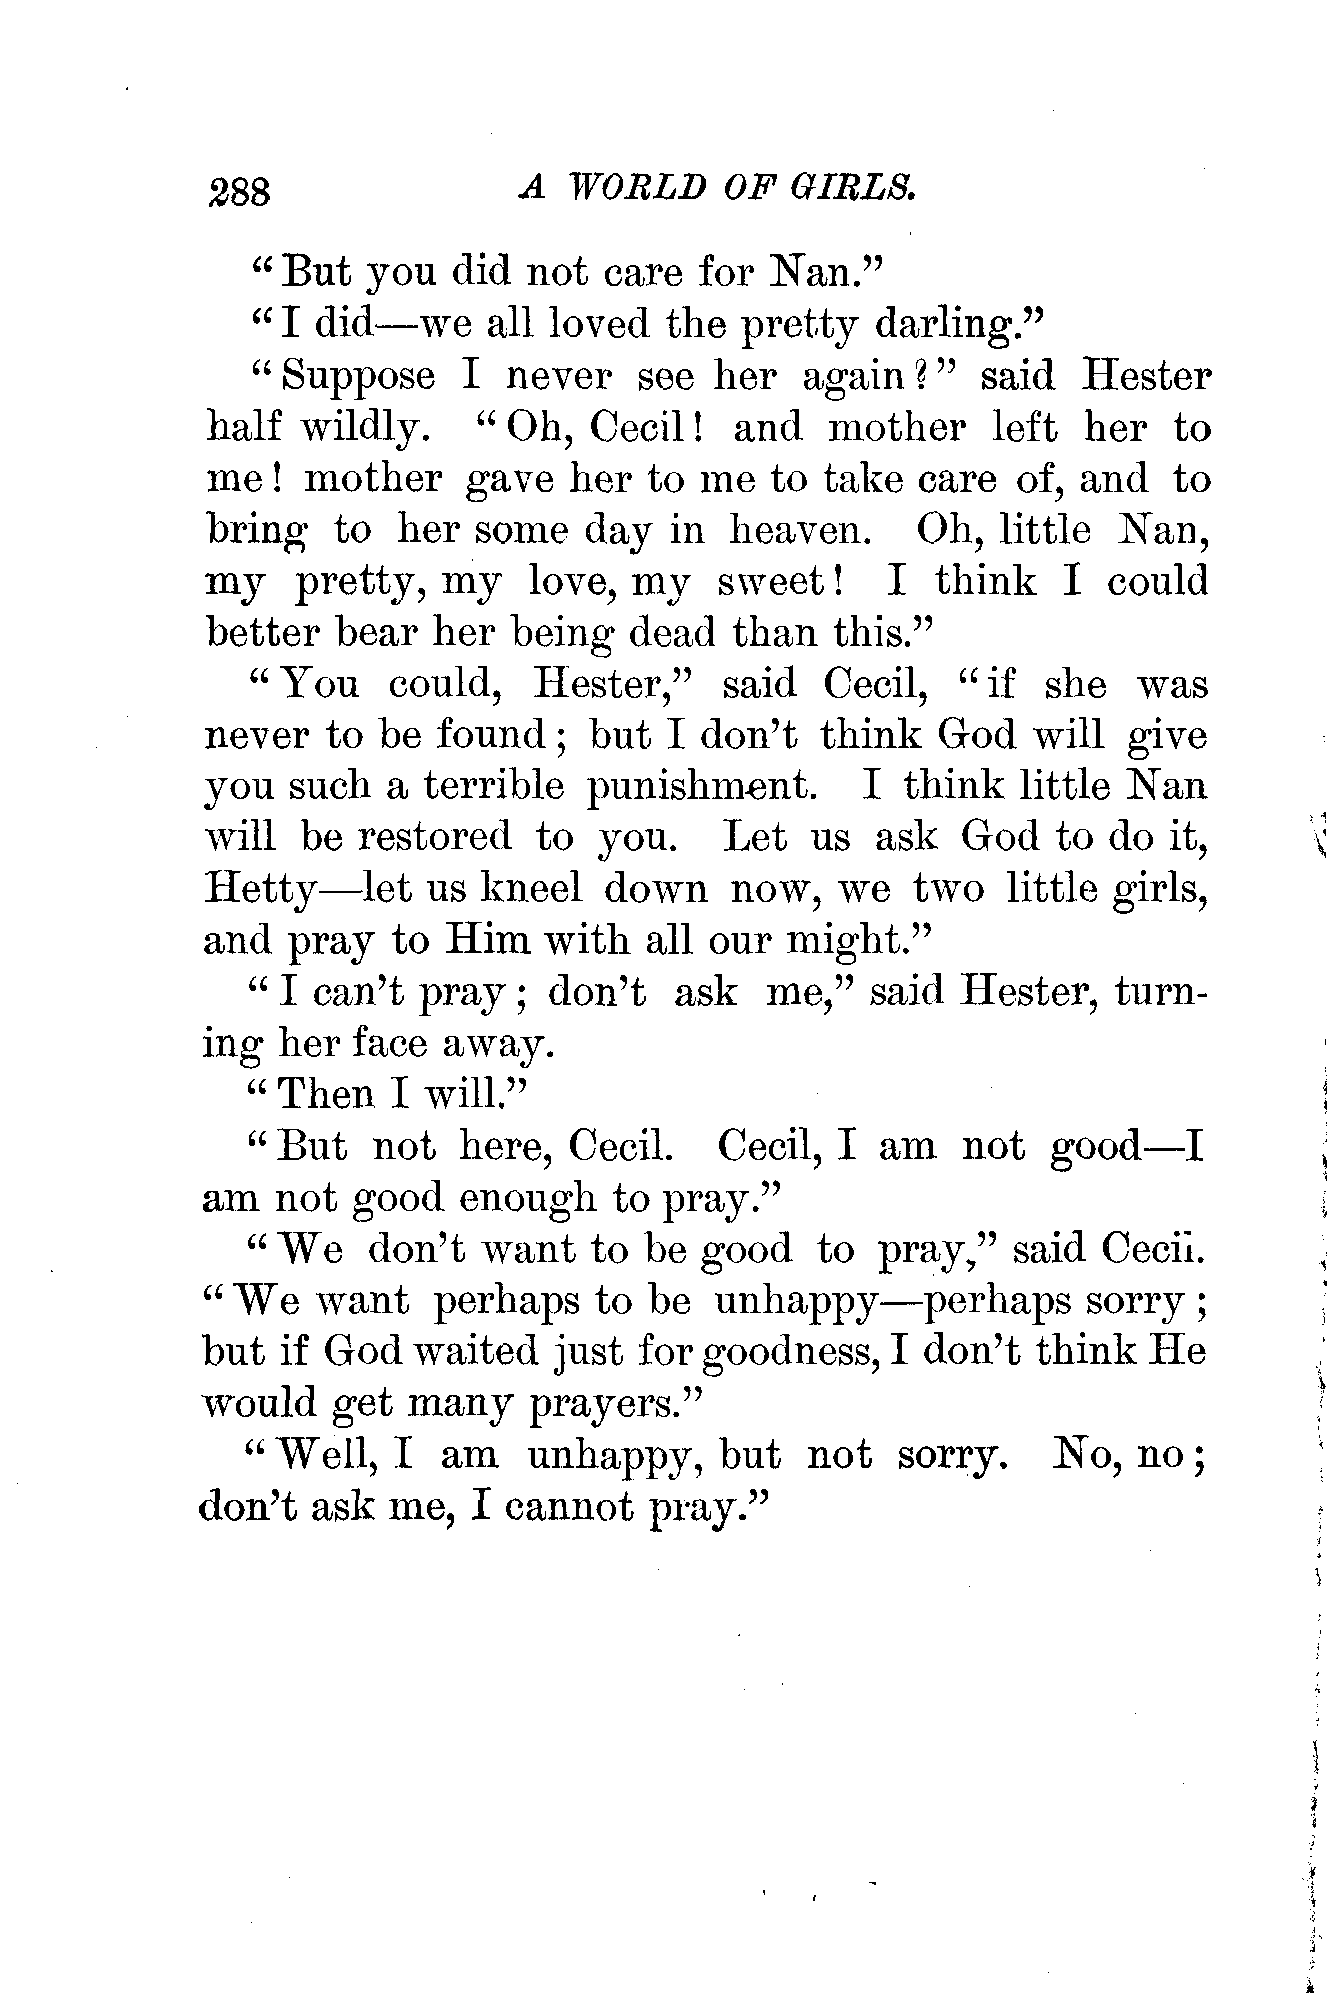 288 A WORLD OF GIRLS.
“But you did not care for Nan.”
“I did—we all loved the pretty darling.”
“Suppose I never see her again?” said Hester
half wildly. “Oh, Cecil! and mother left her to
me! mother gave her to me to take care of, and to
bring to her some day in heaven. Oh, little Nan,
my pretty, my love, my sweet! I think I could
better bear her being dead than this.”
“You could, Hester,” said Cecil, “if she was
never to be found; but I don’t think God will give
you such a terrible punishment. I think little Nan
will be restored to you. Let us ask God to do it,
Hetty—let us kneel down now, we two little girls,
and pray to Him with all our might.”
“I can’t pray; don’t ask me,” said Hester, turn-
ing her face away.
“Then I will.”
“But not here, Cecil. Cecil, I am not good—I
am not good enough to pray.”
“We don’t want to be good to pray,” said Cecil.
“We want perhaps to be unhappy—perhaps sorry;
but if God waited just for goodness, I don’t think He
would get many prayers.”
“Well, I am unhappy, but not sorry. No, no;
don’t ask me, I cannot pray.”